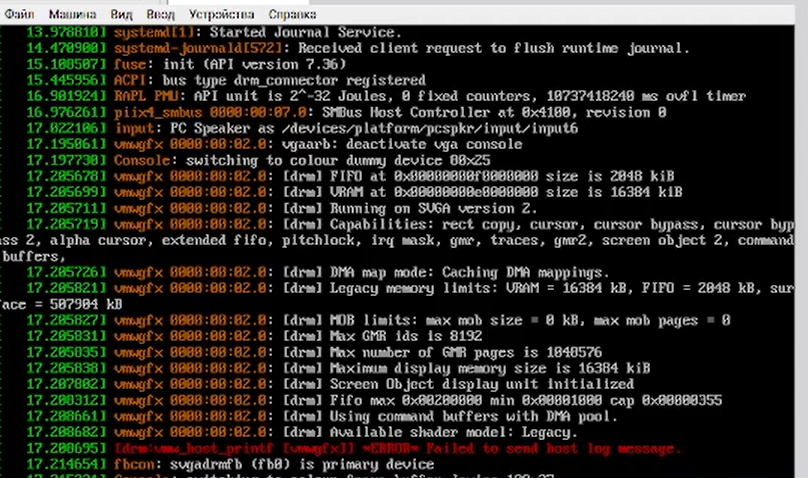 Файл Машина Вид Ввод Устройства Справка
13.978810] systemd[1]: Started Journal Service.
14.470900] systemd-journald[572]: Received client request to flush runtime journal.
15.108507] fuse: init (API version 7.36)
15.445956] ACPI: bus type drm_connector registered
16.901924] RAPL PMU: API unit is 2^-32 Joules, 0 fixed counters, 10737418240 ms ovfl timer
16.976261] piix4_smbus 0000:00:07.0: SMBus Host Controller at 0x4100, revision 0
17.022106] input: PC Speaker as /devices/platform/pcspkr/input/input6
17.195061] vmwgfx 0000:00:02.0: vgaarb: deactivate vga console
17.197730] Console: switching to colour dummy device 80x25
17.205678] vmwgfx 0000:00:02.0: [drm] FIFO at 0x00000000f0000000 size is 2048 kiB
17.205699] vmwgfx 0000:00:02.0: [drm] VRAM at 0x00000000e0000000 size is 16384 kiB
17.205711] vmwgfx 0000:00:02.0: [drm] Running on SVGA version 2.
17.205719] vmwgfx 0000:00:02.0: [drm] Capabilities: rect copy, cursor, cursor bypass, cursor byp
ass 2, alpha cursor, extended fifo, pitchlock, irq mask, gmr, traces, gmr2, screen object 2, command
buffers,
17.205726] vmwgfx 0000:00:02.0: [drm] DMA map mode: Caching DMA mappings.
17.205821] vmwgfx 0000:00:02.0: [drm] Legacy memory limits: VRAM = 16384 kB, FIFO = 2048 kB, sur
face = 507904 kB
17.205827] vmwgfx 0000:00:02.0: [drm] MOB limits: max mob size = 0 kB, max mob pages = 0
17.205831] vmwgfx 0000:00:02.0: [drm] Max GMR ids is 8192
17.205835] vmwgfx 0000:00:02.0: [drm] Max number of GMR pages is 1048576
17.205838] vmwgfx 0000:00:02.0: [drm] Maximum display memory size is 16384 kiB
17.207802] vmwgfx 0000:00:02.0: [drm] Screen Object display unit initialized
17.208312] vmwgfx 0000:00:02.0: [drm] Fifo max 0x00200000 min 0x00001000 cap 0x00000355
17.208661] vmwgfx 0000:00:02.0: [drm] Using command buffers with DMA pool.
17.208682] vmwgfx 0000:00:02.0: [drm] Available shader model: Legacy.
17.208695] [drm:vmw_host_printf [vmwgfx]] *ERROR* Failed to send host log message.
17.214654] fbcon: svgadrmfb (fb0) is primary device